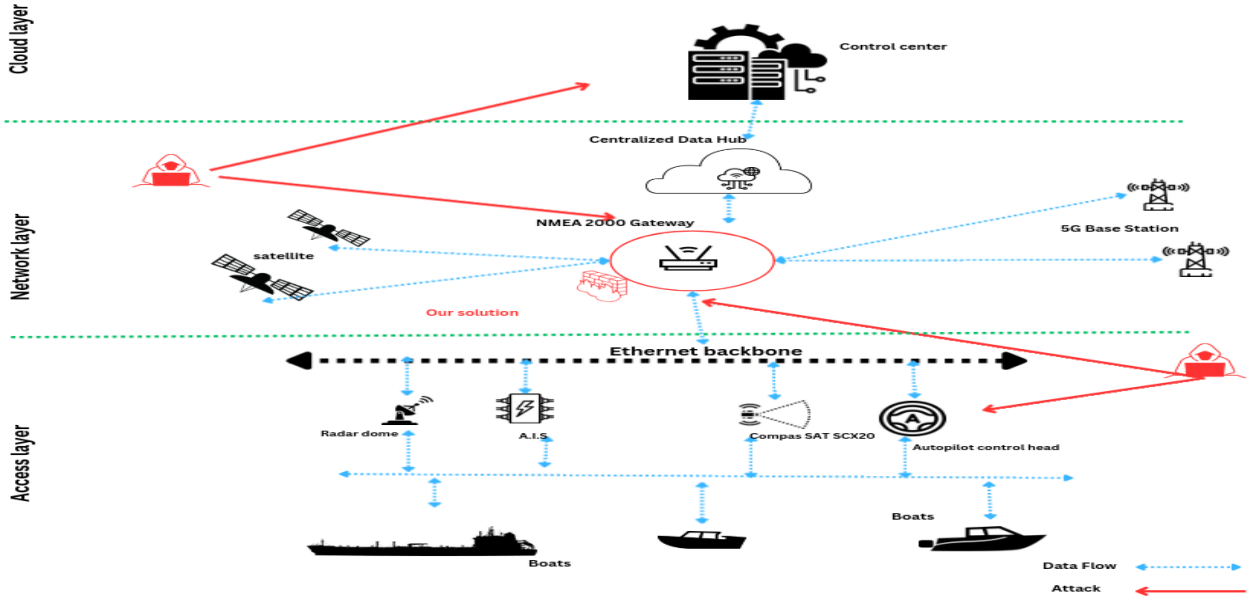 Cloud layer
Control center
Centralized Data Hub
Network layer
NMEA 2000 Gateway
5G Base Station
satellite
Our solution
Ethernet backbone
Access layer
Radar dome
A.I.S
Compas SAT SCX20
A
Autopilot control head
Boats
Boats
Data Flow
Attack